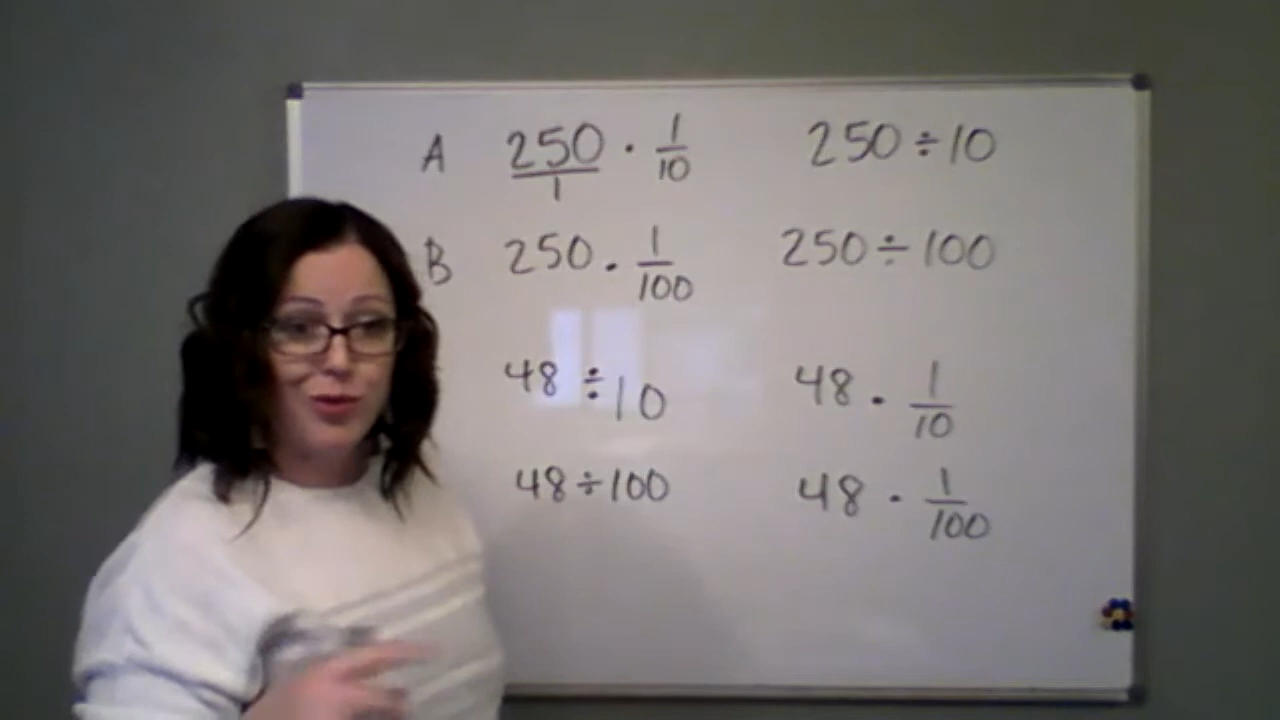 A 250/1 · 1/10 250 ÷ 10
B 250 . 1/100 250 ÷ 100
48 ÷ 10 48 . 1/10
48 ÷ 100 48 · 1/100